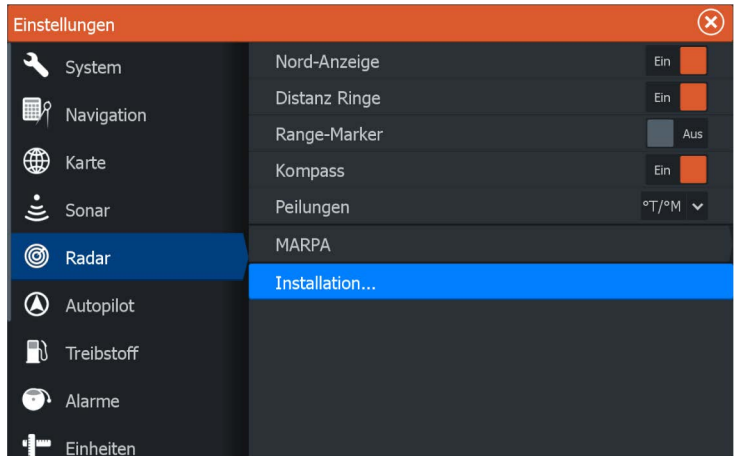 Einstellungen
System
Navigation
Karte
Sonar
Radar
Autopilot
Treibstoff
Alarme
Einheiten
Nord-Anzeige Ein
Distanz Ringe Ein
Range-Marker Aus
Kompass Ein
Peilungen °T/°M
MARPA
Installation...